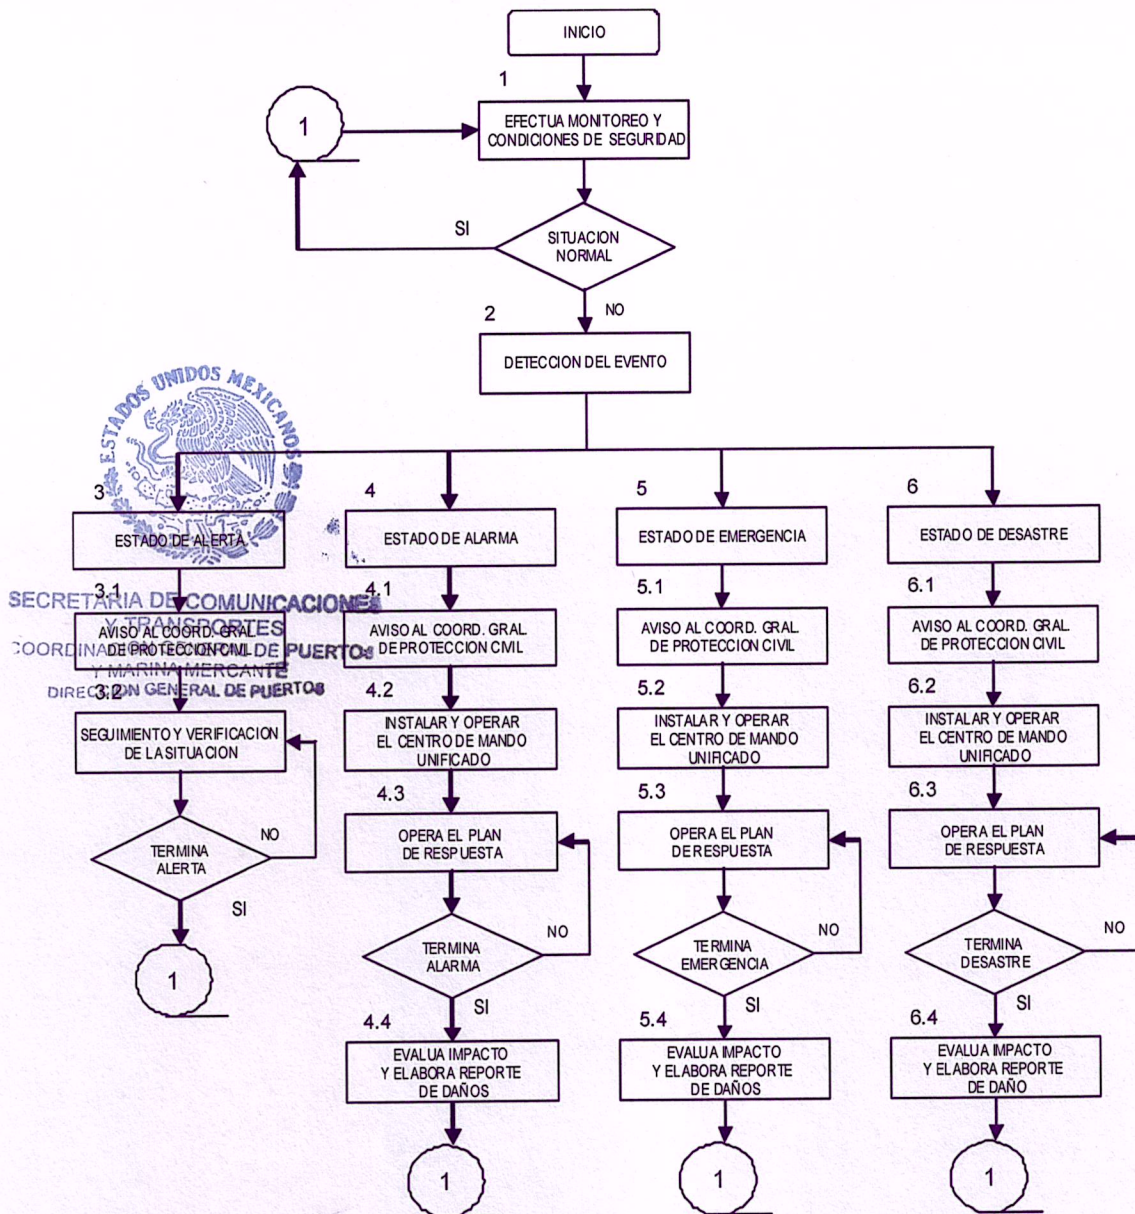 INICIO
1
EFECTUA MONITOREO Y
CONDICIONES DE SEGURIDAD
1
SI
SITUACION
NORMAL
NO
2
DETECCION DEL EVENTO
ESTADOS UNIDOS MEXICANOS
3
ESTADO DE ALERTA
4
ESTADO DE ALARMA
5
ESTADO DE EMERGENCIA
6
ESTADO DE DESASTRE
SECRETARIA DE COMUNICACIONES
Y TRANSPORTES
COORDINACION GENERAL DE PUERTOS
Y MARINA MERCANTE
DIRECCION GENERAL DE PUERTOS
3.1
AVISO AL COORD. GRAL.
DE PROTECCION CIVIL
3.2
SEGUIMIENTO Y VERIFICACION
DE LA SITUACION
TERMINA
ALERTA
NO
SI
1
4.1
AVISO AL COORD. GRAL.
DE PROTECCION CIVIL
4.2
INSTALAR Y OPERAR
EL CENTRO DE MANDO
UNIFICADO
4.3
OPERA EL PLAN
DE RESPUESTA
TERMINA
ALARMA
NO
SI
4.4
EVALUA IMPACTO
Y ELABORA REPORTE
DE DAÑOS
1
5.1
AVISO AL COORD. GRAL.
DE PROTECCION CIVIL
5.2
INSTALAR Y OPERAR
EL CENTRO DE MANDO
UNIFICADO
5.3
OPERA EL PLAN
DE RESPUESTA
TERMINA
EMERGENCIA
NO
SI
5.4
EVALUA IMPACTO
Y ELABORA REPORTE
DE DAÑOS
1
6.1
AVISO AL COORD. GRAL.
DE PROTECCION CIVIL
6.2
INSTALAR Y OPERAR
EL CENTRO DE MANDO
UNIFICADO
6.3
OPERA EL PLAN
DE RESPUESTA
TERMINA
DESASTRE
NO
SI
6.4
EVALUA IMPACTO
Y ELABORA REPORTE
DE DAÑO
1